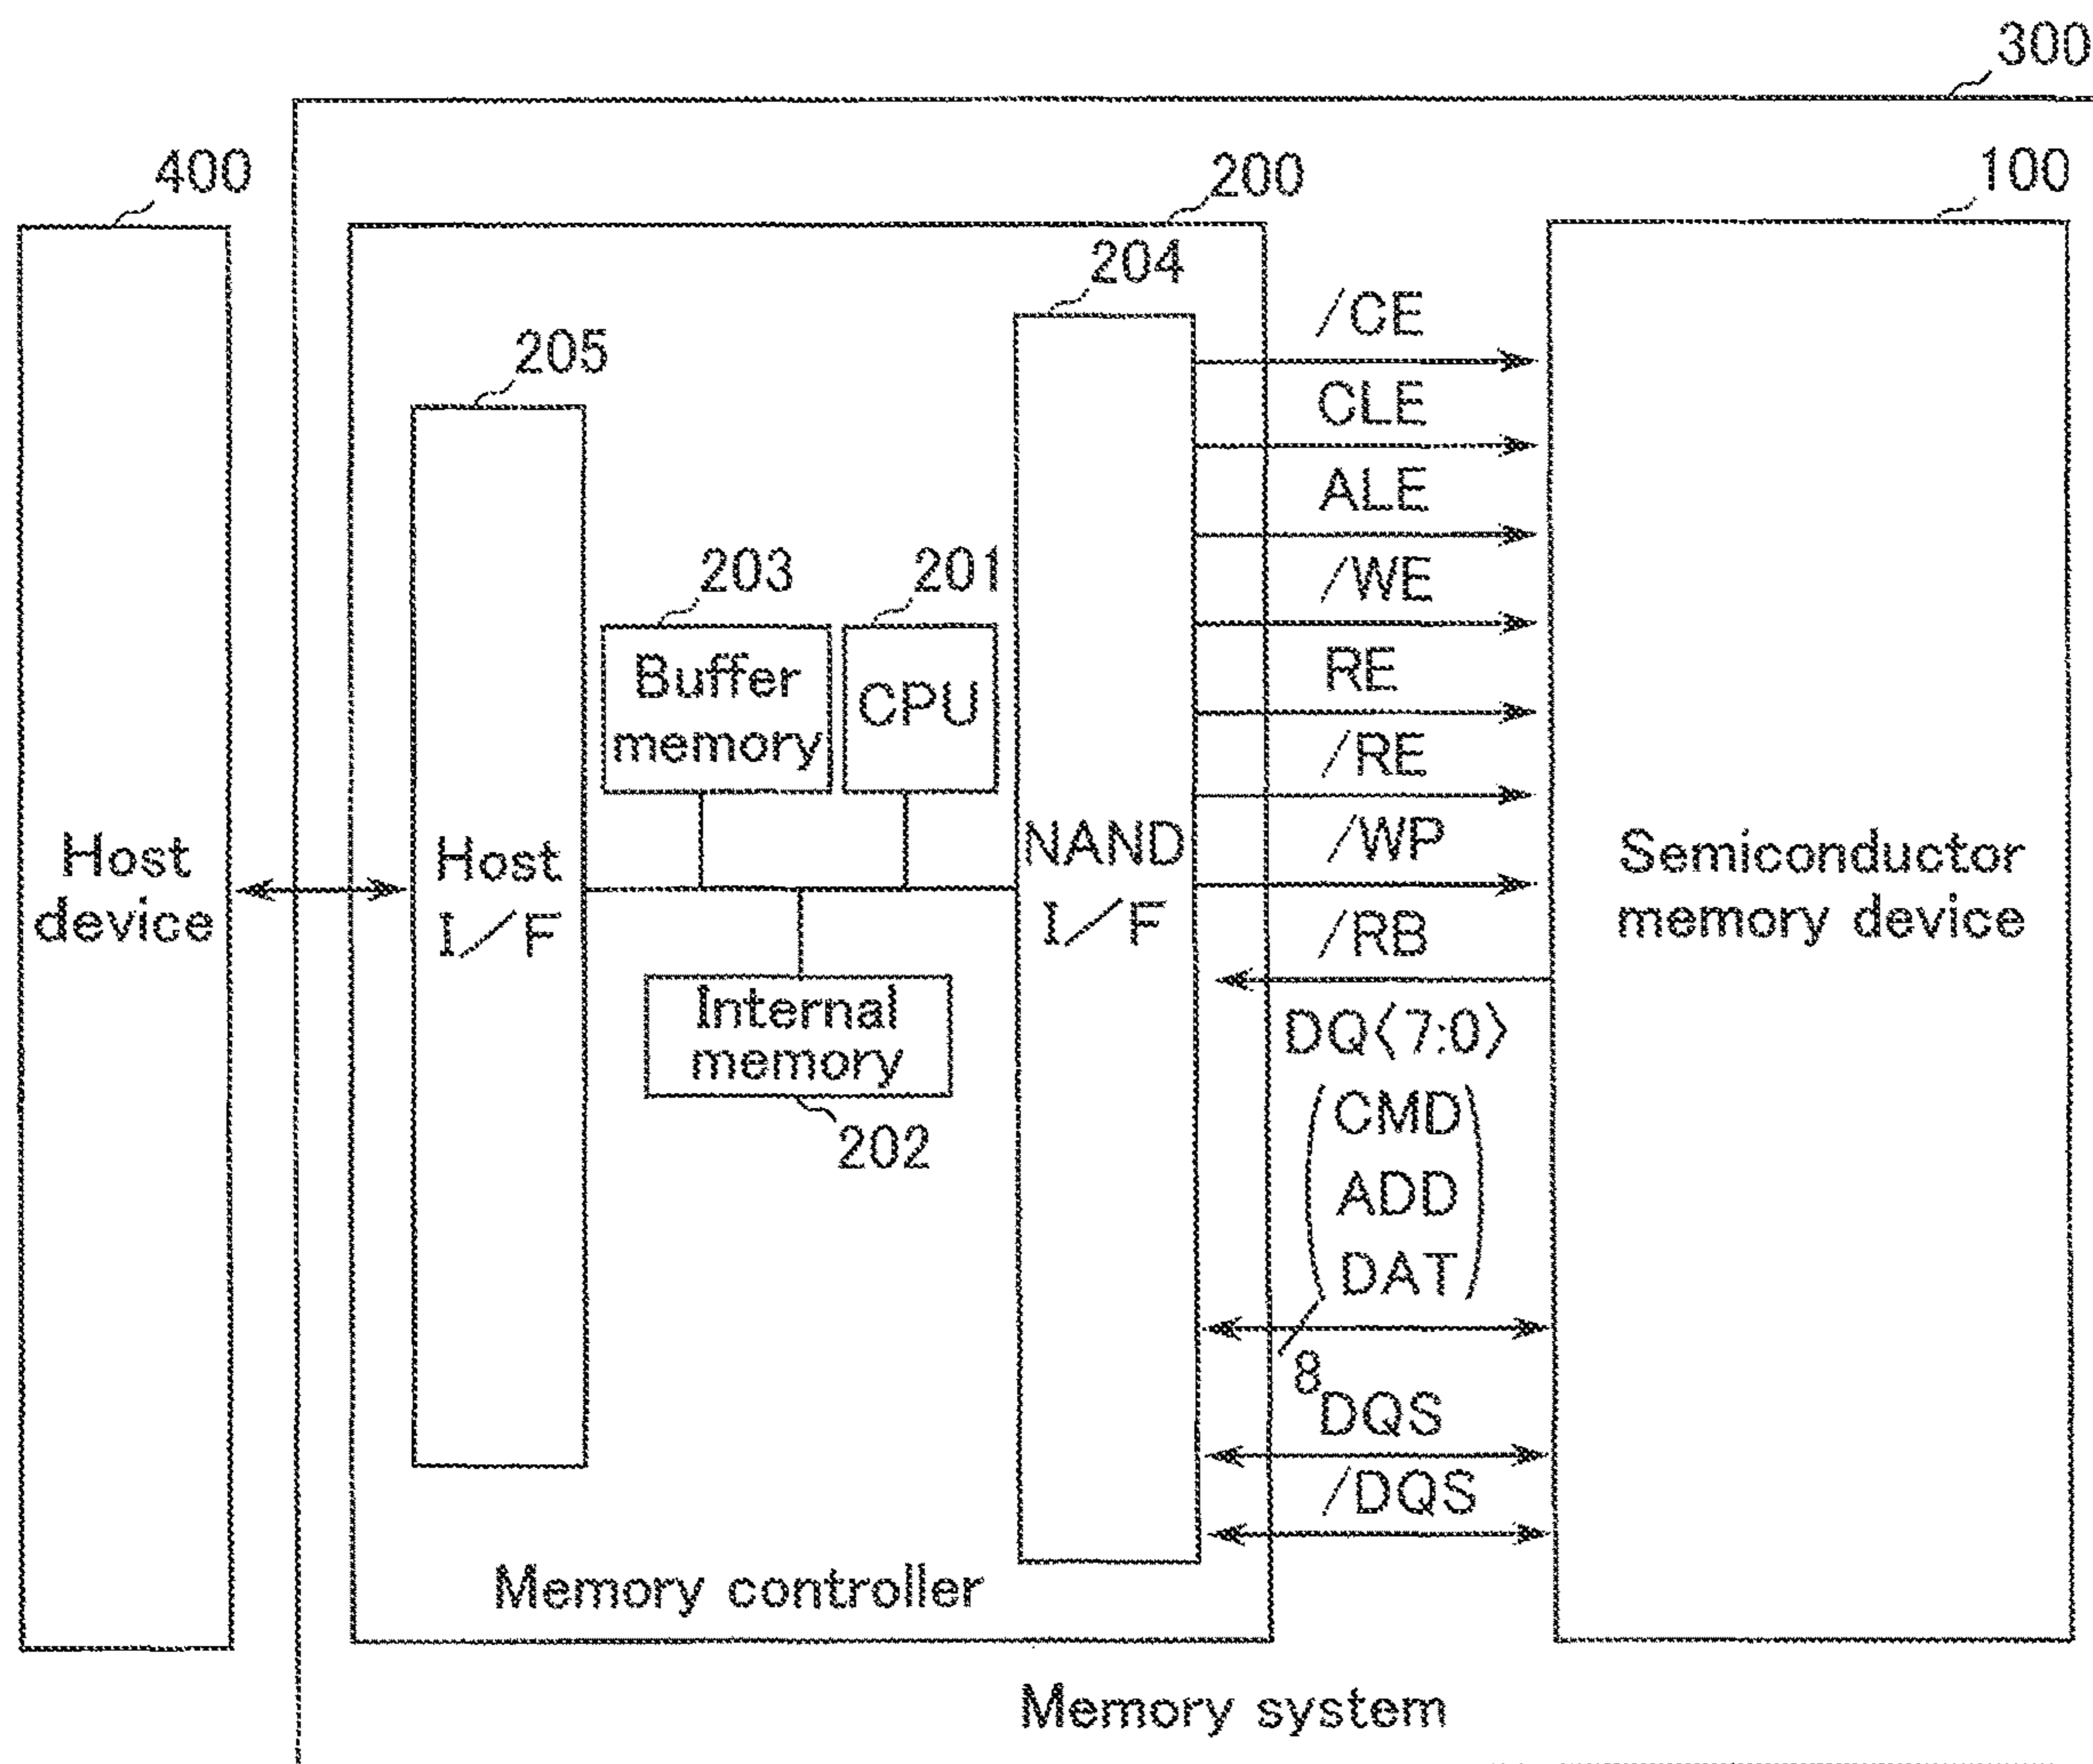 300
400
200
100
204
205
/CE
CLE
ALE
203
201
/WE
Buffer
memory
CPU
RE
/RE
Host
device
Host
I/F
NAND
I/F
/WP
Semiconductor
memory device
/RB
Internal
memory
202
DQ〈7:0〉
CMD
ADD
DAT
8
DQS
/DQS
Memory controller
Memory system